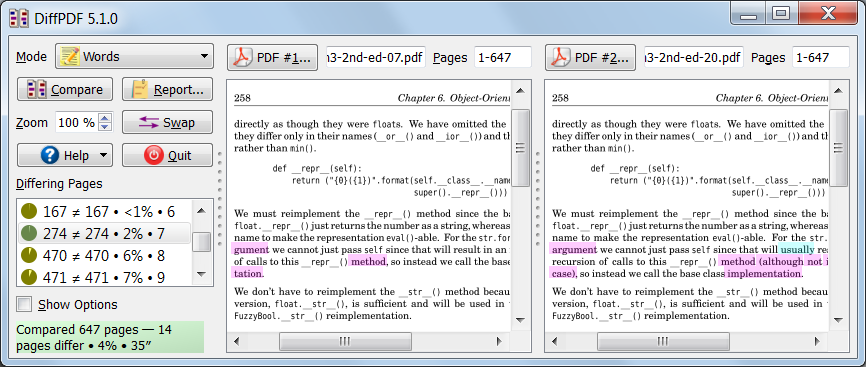 DiffPDF 5.1.0
Mode Words
Compare Report...
Zoom 100 % Swap
Help Quit
Differing Pages
167 ≠ 167 • <1% • 6
274 ≠ 274 • 2% • 7
470 ≠ 470 • 6% • 8
471 ≠ 471 • 7% • 9
Show Options
Compared 647 pages — 14
pages differ • 4% • 35″
PDF #1... n3-2nd-ed-07.pdf Pages 1-647
258 Chapter 6. Object-Orien
directly as though they were floats. We have omitted the
they differ only in their names (__or__() and __ior__()) and th
rather than min().
def __repr__(self):
return ("{0}({1})".format(self.__class__.__name
super().__repr__()))
We must reimplement the __repr__() method since the ba
float.__repr__() just returns the number as a string, whereas
name to make the representation eval()-able. For the str.for
gument we cannot just pass self since that will result in an
of calls to this __repr__() method, so instead we call the base
tation.
We don't have to reimplement the __str__() method becau
version, float.__str__(), is sufficient and will be used in
FuzzyBool.__str__() reimplementation.
PDF #2... n3-2nd-ed-20.pdf Pages 1-647
258 Chapter 6. Object-Orien
directly as though they were floats. We have omitted the
they differ only in their names (__or__() and __ior__()) and th
rather than min().
def __repr__(self):
return ("{0}({1})".format(self.__class__.__nam
super().__repr__()))
We must reimplement the __repr__() method since the ba
float.__repr__() just returns the number as a string, whereas
name to make the representation eval()-able. For the str.
argument we cannot just pass self since that will usually re
recursion of calls to this __repr__() method (although not i
case), so instead we call the base class implementation.
We don't have to reimplement the __str__() method becau
version, float.__str__(), is sufficient and will be used in
FuzzyBool.__str__() reimplementation.